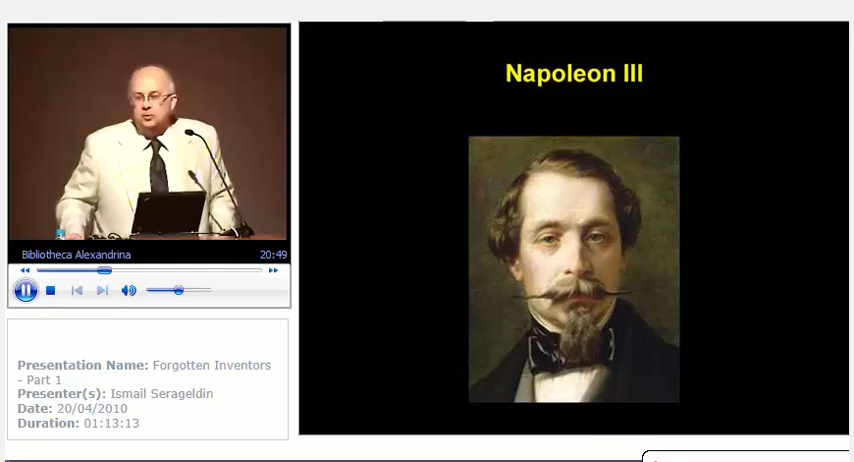 Napoleon III
Bibliotheca Alexandrina 20:49
Presentation Name: Forgotten Inventors
- Part 1
Presenter(s): Ismail Serageldin
Date: 20/04/2010
Duration: 01:13:13